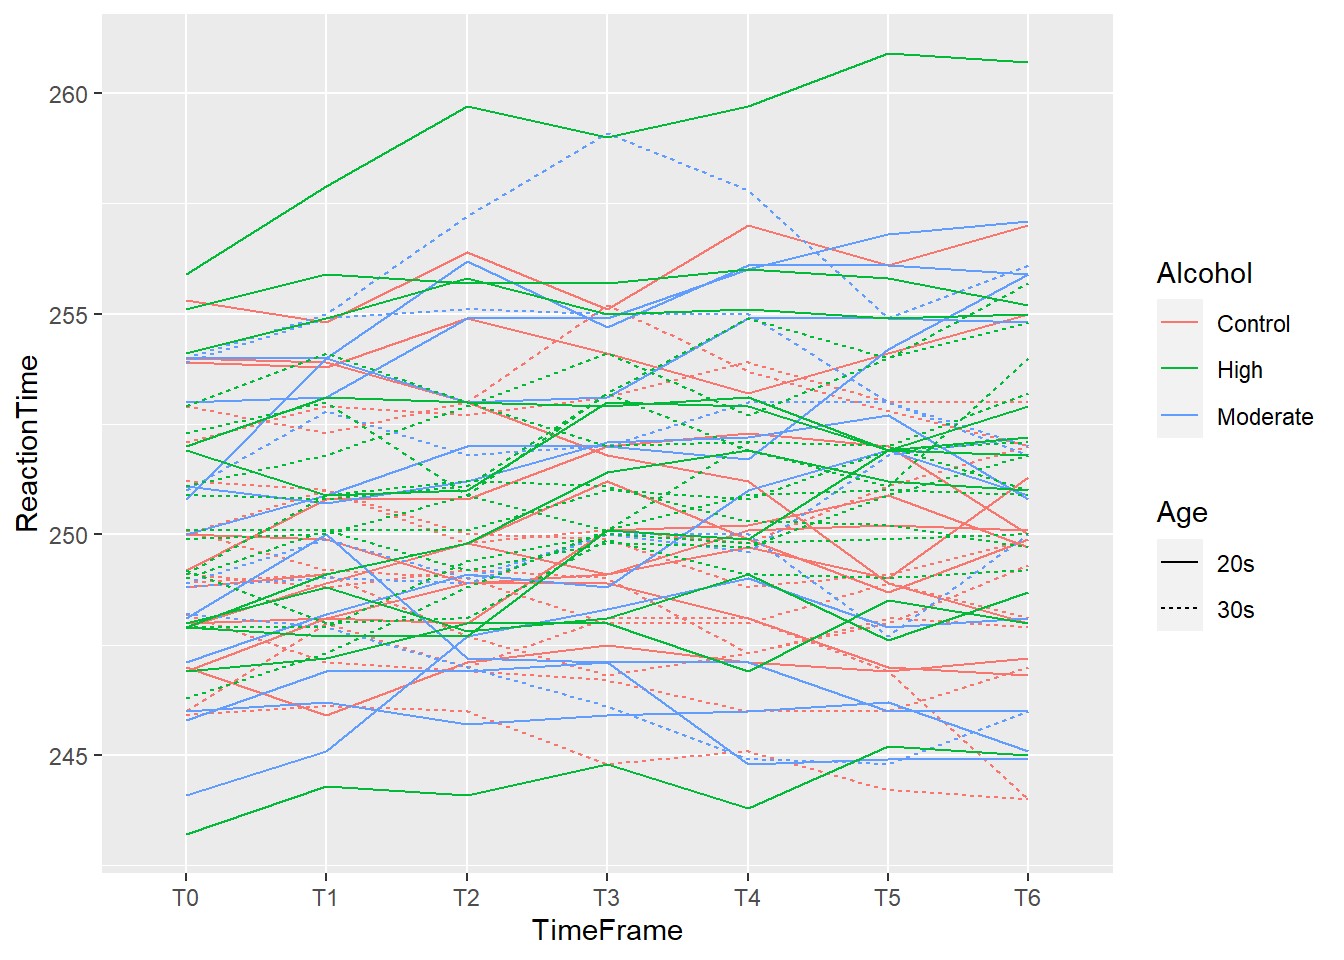 260
255
250
245
ReactionTime
T0 T1 T2 T3 T4 T5 T6
TimeFrame
Alcohol
Control
High
Moderate
Age
20s
30s